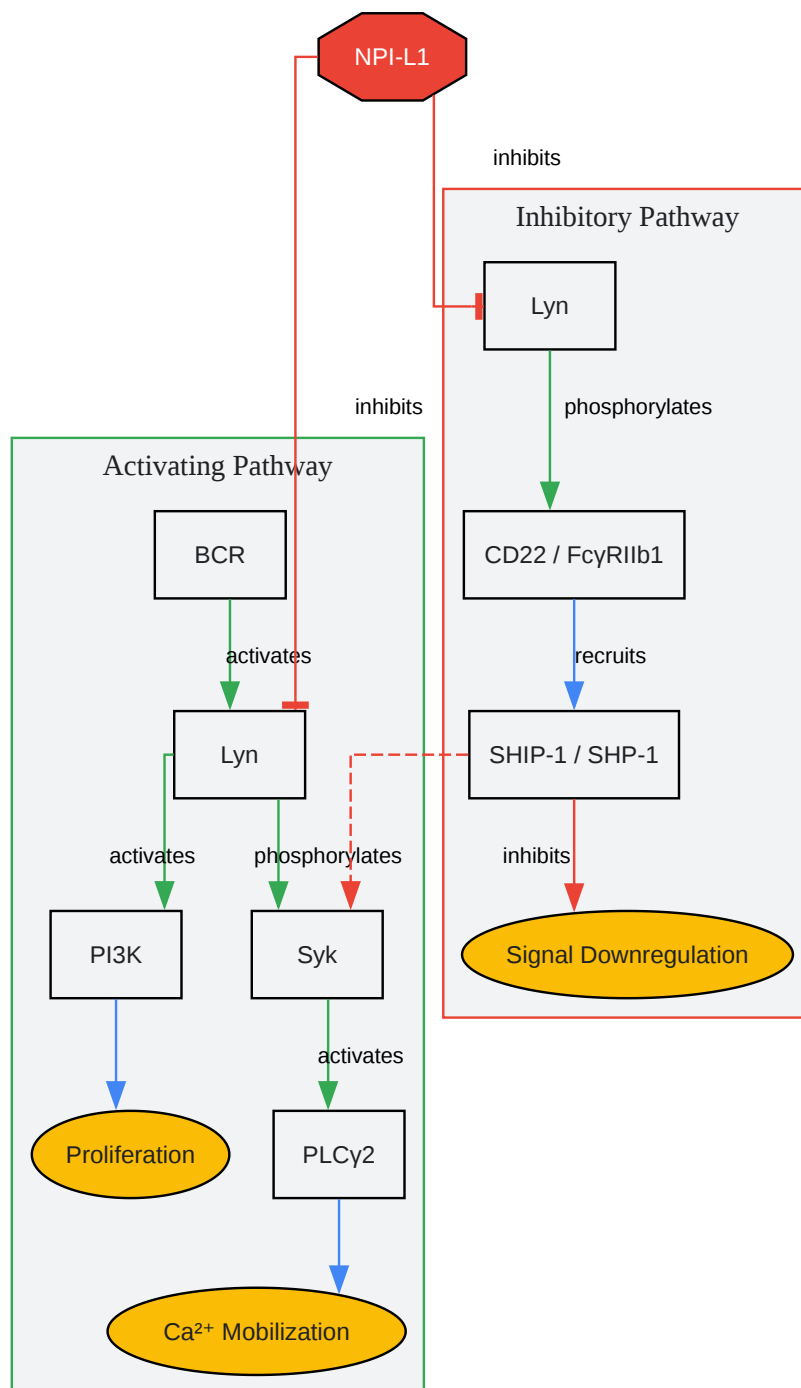 NPI-L1
inhibits
Inhibitory Pathway
Lyn
inhibits
phosphorylates
Activating Pathway
BCR
CD22 / FcγRIIb1
activates
recruits
Lyn
SHIP-1 / SHP-1
activates
phosphorylates
inhibits
PI3K
Syk
Signal Downregulation
activates
Proliferation
PLCγ2
Ca²⁺ Mobilization